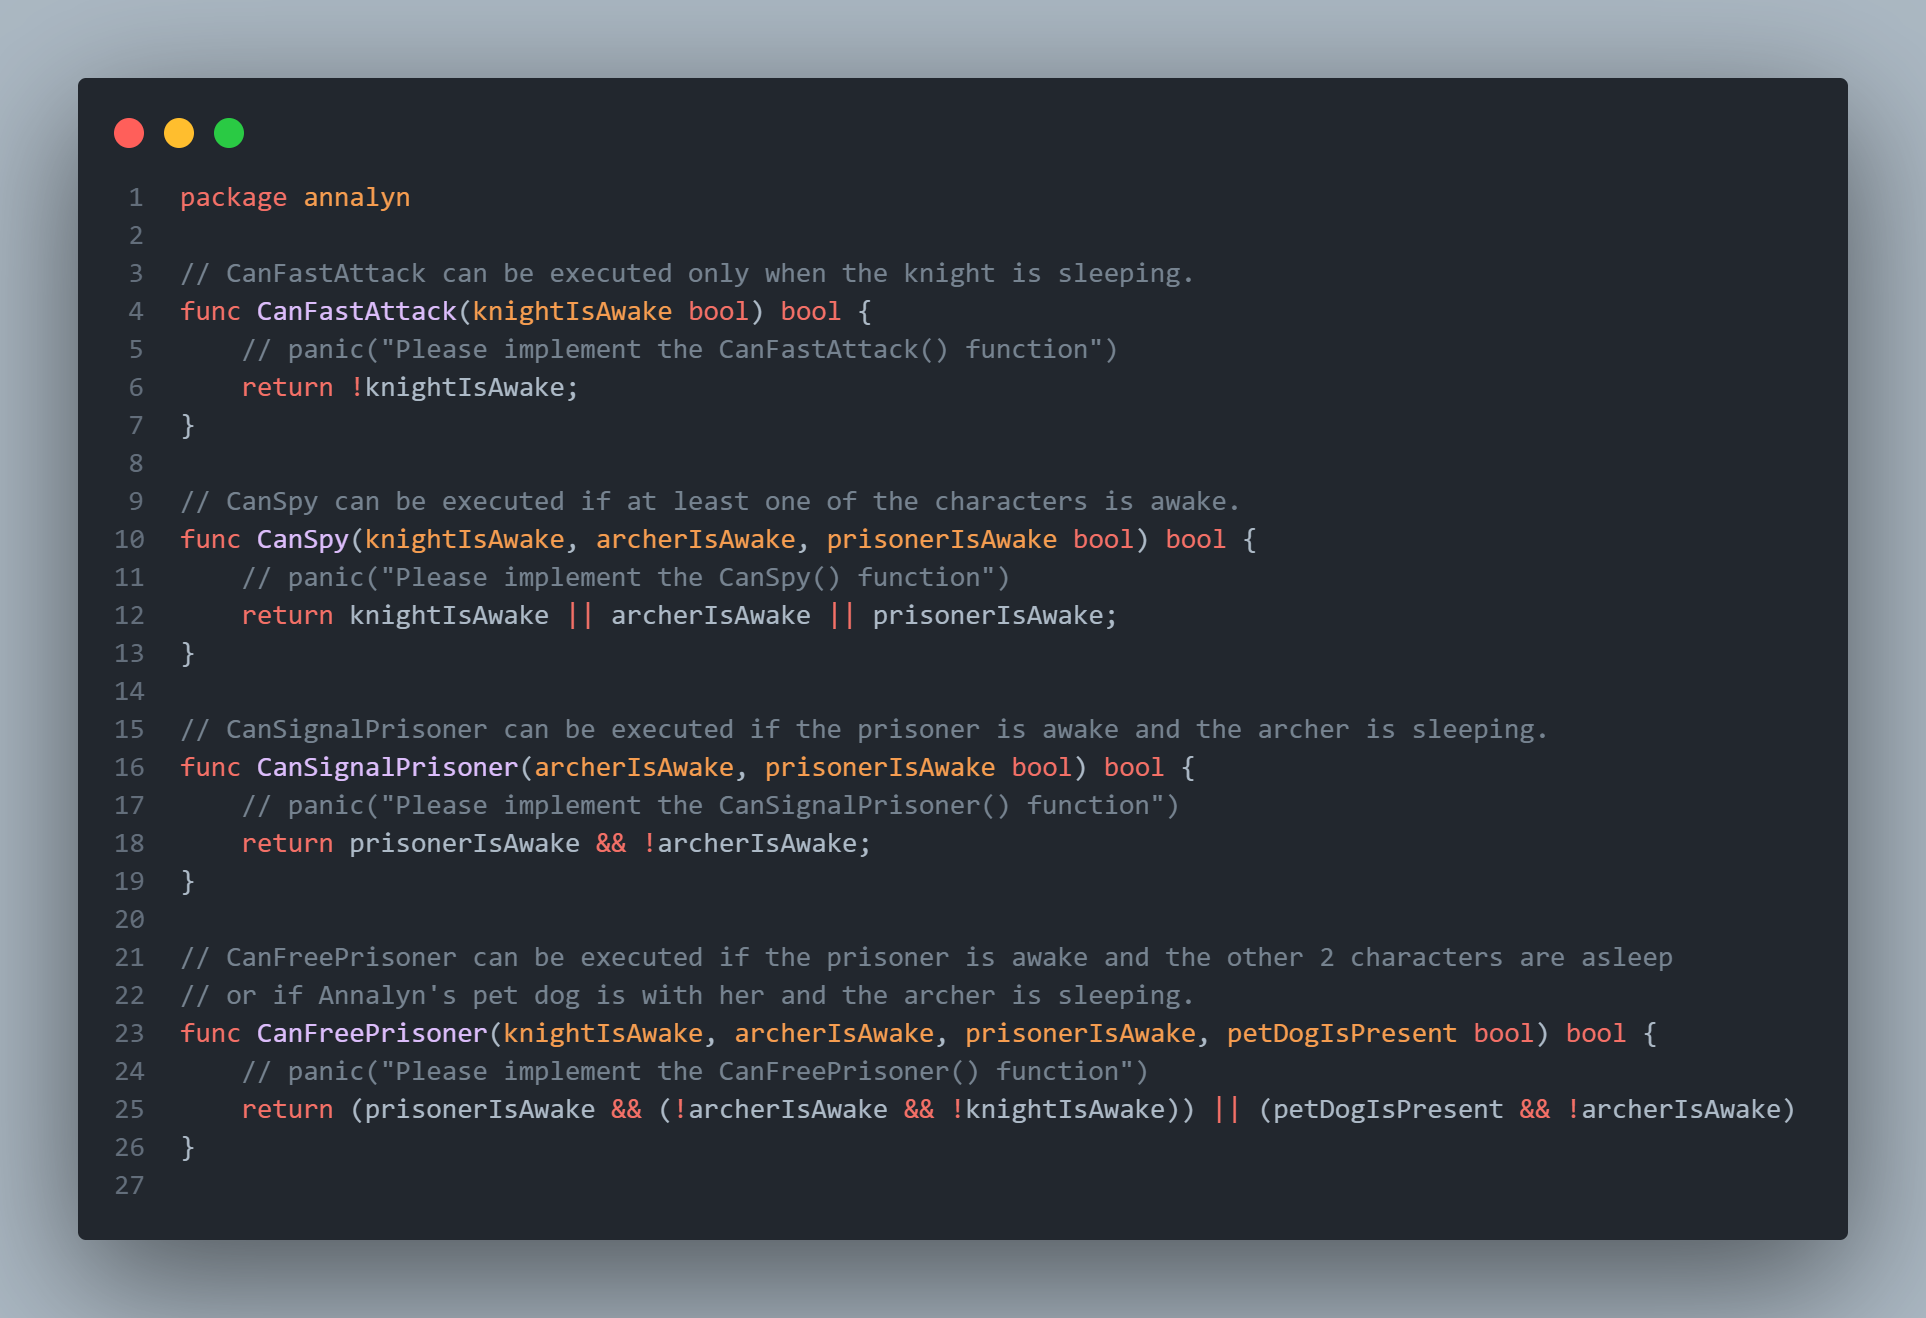 1 package annalyn
2
3 // CanFastAttack can be executed only when the knight is sleeping.
4 func CanFastAttack(knightIsAwake bool) bool {
5     // panic("Please implement the CanFastAttack() function")
6     return !knightIsAwake;
7 }
8
9 // CanSpy can be executed if at least one of the characters is awake.
10 func CanSpy(knightIsAwake, archerIsAwake, prisonerIsAwake bool) bool {
11     // panic("Please implement the CanSpy() function")
12     return knightIsAwake || archerIsAwake || prisonerIsAwake;
13 }
14
15 // CanSignalPrisoner can be executed if the prisoner is awake and the archer is sleeping.
16 func CanSignalPrisoner(archerIsAwake, prisonerIsAwake bool) bool {
17     // panic("Please implement the CanSignalPrisoner() function")
18     return prisonerIsAwake && !archerIsAwake;
19 }
20
21 // CanFreePrisoner can be executed if the prisoner is awake and the other 2 characters are asleep
22 // or if Annalyn's pet dog is with her and the archer is sleeping.
23 func CanFreePrisoner(knightIsAwake, archerIsAwake, prisonerIsAwake, petDogIsPresent bool) bool {
24     // panic("Please implement the CanFreePrisoner() function")
25     return (prisonerIsAwake && (!archerIsAwake && !knightIsAwake)) || (petDogIsPresent && !archerIsAwake)
26 }
27